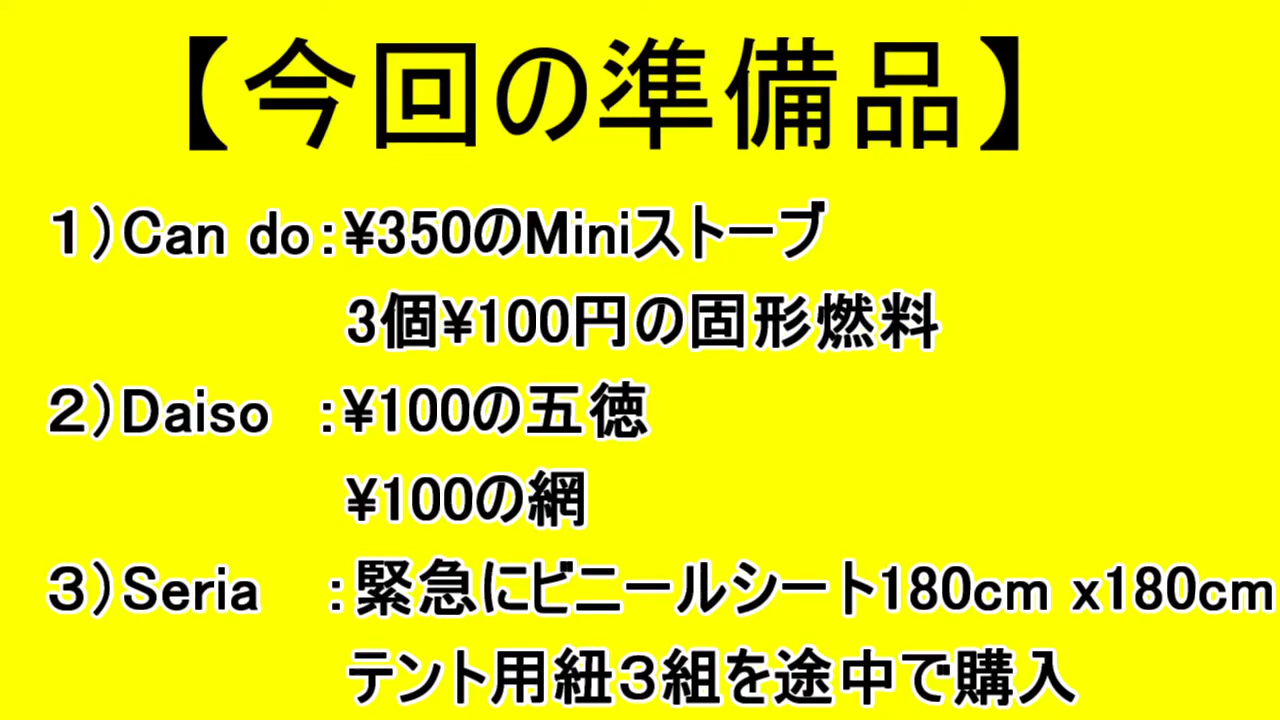 【今回の準備品】
１）Can do：¥350のMiniストーブ
3個¥100円の固形燃料
２）Daiso　：¥100の五徳
¥100の網
３）Seria　：緊急にビニールシート180cm x180cm
テント用紐３組を途中で購入